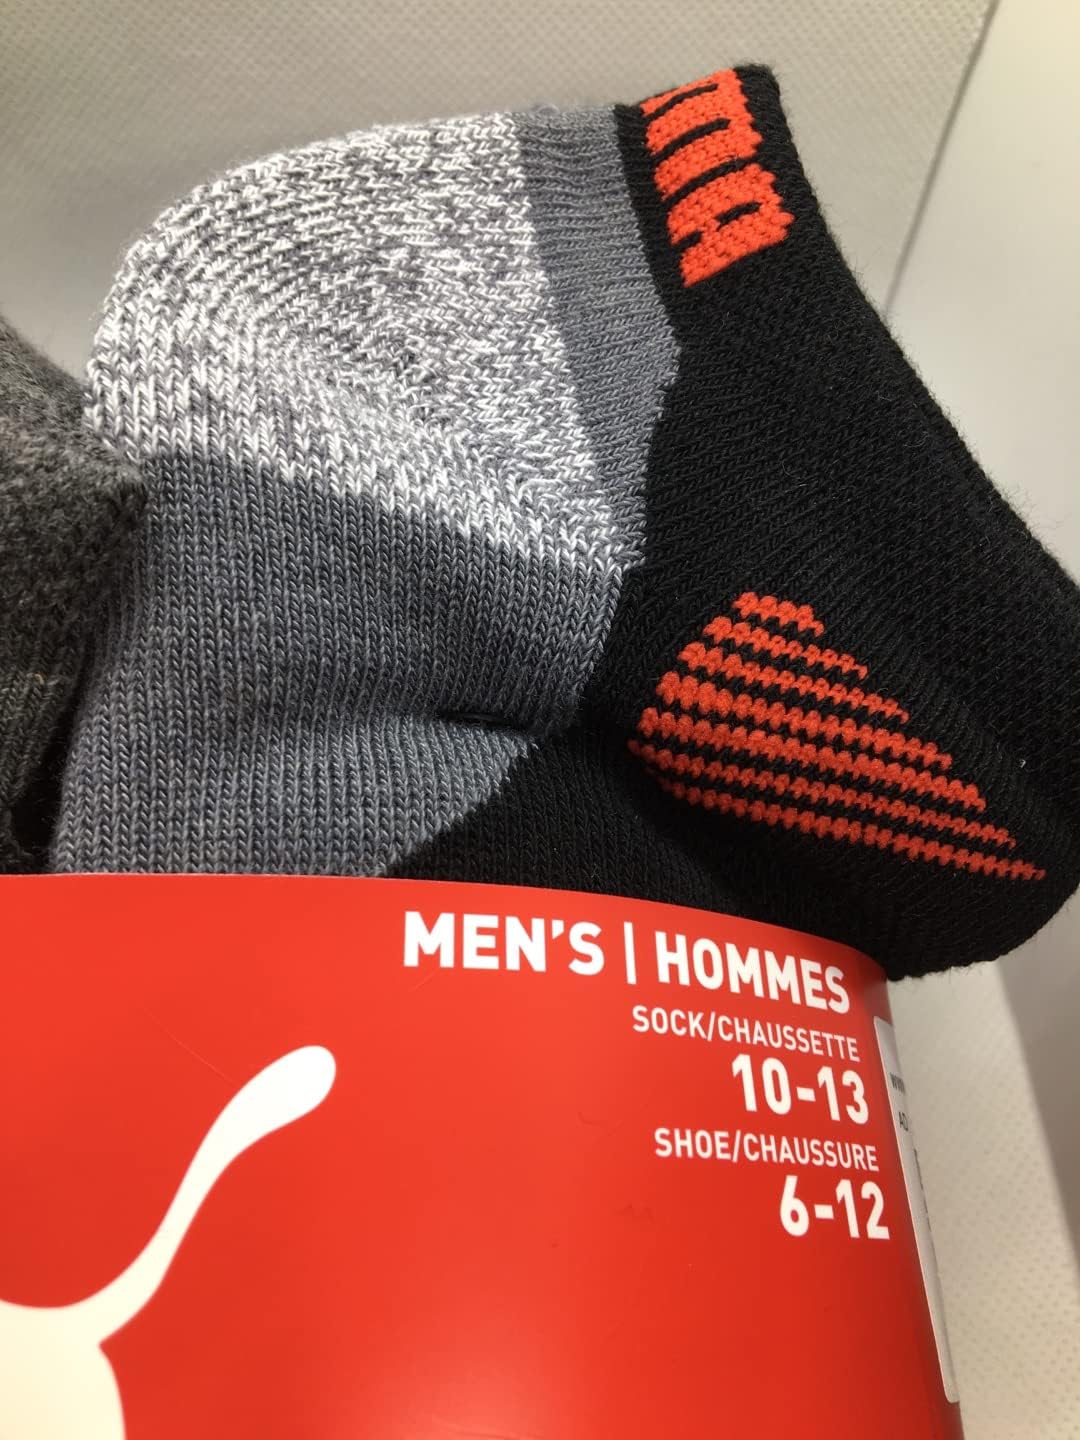 MEN'S | HOMMES
SOCK/CHAUSSETTE
10-13
SHOE/CHAUSSURE
6-12